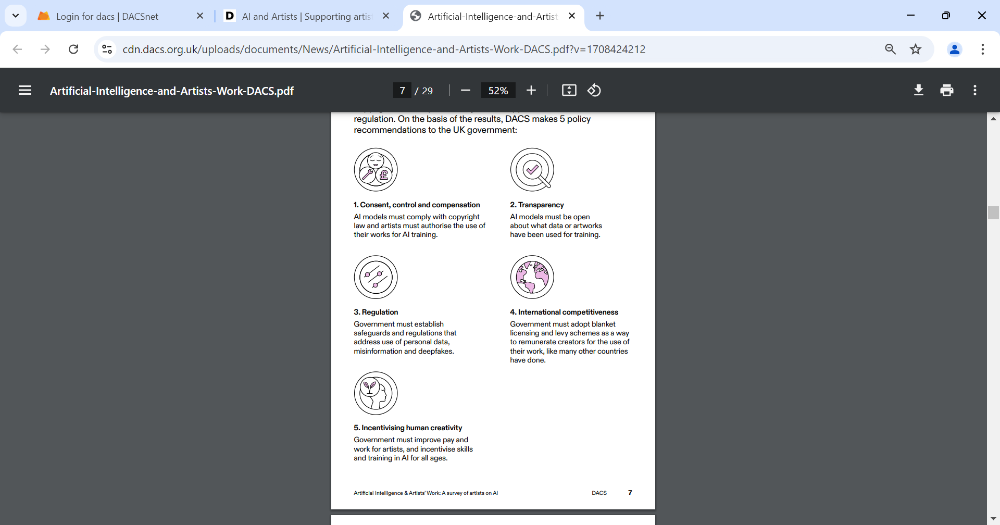 Login for dacs | DACSnet
D AI and Artists | Supporting artis
Artificial-Intelligence-and-Artist
cdn.dacs.org.uk/uploads/documents/News/Artificial-Intelligence-and-Artists-Work-DACS.pdf?v=1708424212
Artificial-Intelligence-and-Artists-Work-DACS.pdf
7 / 29
52%
regulation. On the basis of the results, DACS makes 5 policy
recommendations to the UK government:
£
1. Consent, control and compensation
AI models must comply with copyright
law and artists must authorise the use of
their works for AI training.
2. Transparency
AI models must be open
about what data or artworks
have been used for training.
3. Regulation
Government must establish
safeguards and regulations that
address use of personal data,
misinformation and deepfakes.
4. International competitiveness
Government must adopt blanket
licensing and levy schemes as a way
to remunerate creators for the use of
their work, like many other countries
have done.
5. Incentivising human creativity
Government must improve pay and
work for artists, and incentivise skills
and training in AI for all ages.
Artificial Intelligence & Artists' Work: A survey of artists on AI
DACS
7